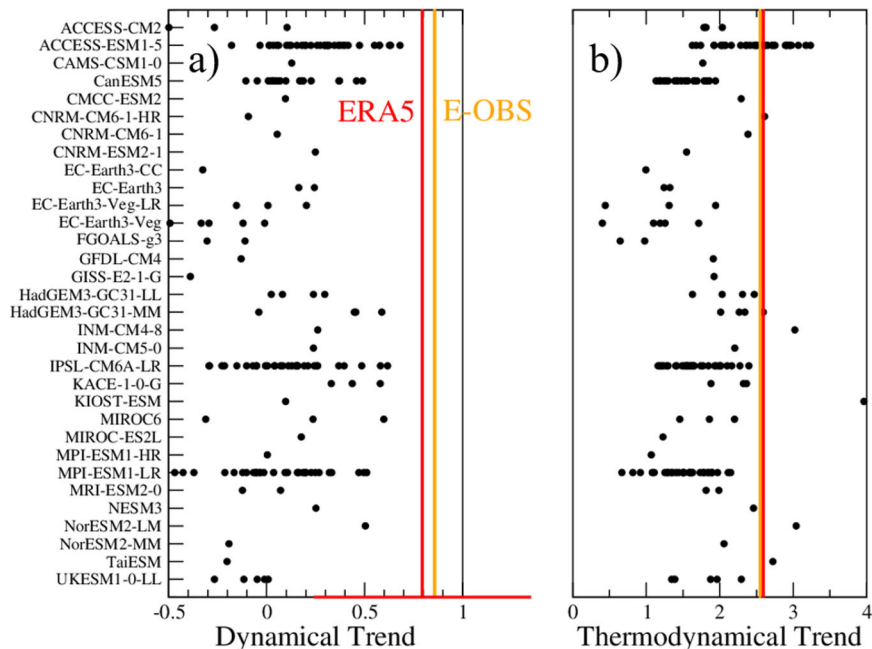 a)
b)
ERA5
E-OBS
ACCESS-CM2
ACCESS-ESM1-5
CAMS-CSM1-0
CanESM5
CMCC-ESM2
CNRM-CM6-1-HR
CNRM-CM6-1
CNRM-ESM2-1
EC-Earth3-CC
EC-Earth3
EC-Earth3-Veg-LR
EC-Earth3-Veg
FGOALS-g3
GFDL-CM4
GISS-E2-1-G
HadGEM3-GC31-LL
HadGEM3-GC31-MM
INM-CM4-8
INM-CM5-0
IPSL-CM6A-LR
KACE-1-0-G
KIOST-ESM
MIROC6
MIROC-ES2L
MPI-ESM1-HR
MPI-ESM1-LR
MRI-ESM2-0
NESM3
NorESM2-LM
NorESM2-MM
TaiESM
UKESM1-0-LL
-0.5 0 0.5 1
Dynamical Trend
0 1 2 3 4
Thermodynamical Trend